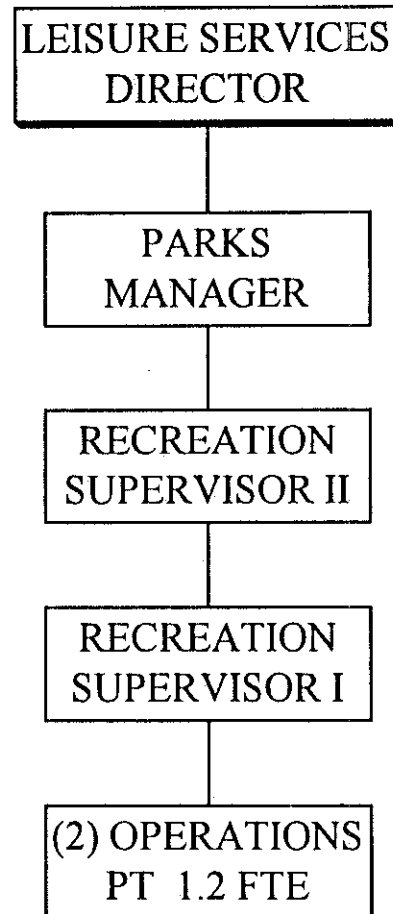 LEISURE SERVICES
DIRECTOR
PARKS
MANAGER
RECREATION
SUPERVISOR II
RECREATION
SUPERVISOR I
(2) OPERATIONS
PT 1.2 FTE